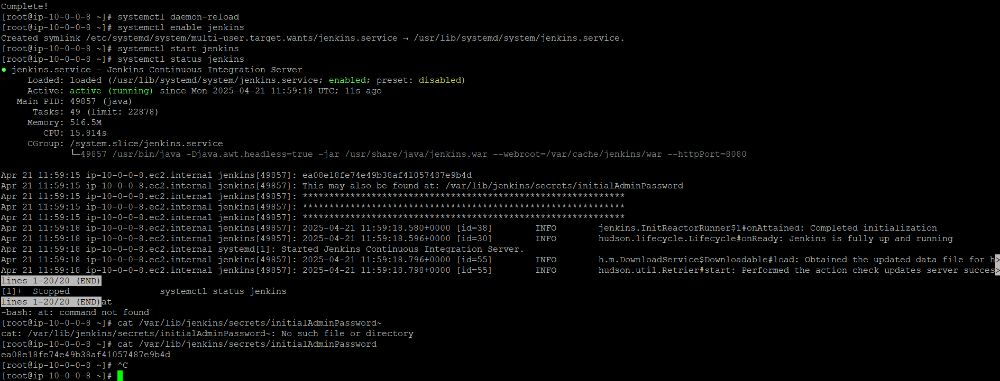 Complete!
[root@ip-10-0-0-8 ~]# systemctl daemon-reload
[root@ip-10-0-0-8 ~]# systemctl enable jenkins
Created symlink /etc/systemd/system/multi-user.target.wants/jenkins.service → /usr/lib/systemd/system/jenkins.service.
[root@ip-10-0-0-8 ~]# systemctl start jenkins
[root@ip-10-0-0-8 ~]# systemctl status jenkins
● jenkins.service - Jenkins Continuous Integration Server
     Loaded: loaded (/usr/lib/systemd/system/jenkins.service; enabled; preset: disabled)
     Active: active (running) since Mon 2025-04-21 11:59:18 UTC; 11s ago
   Main PID: 49857 (java)
      Tasks: 49 (limit: 22878)
     Memory: 516.5M
        CPU: 15.814s
     CGroup: /system.slice/jenkins.service
             └─49857 /usr/bin/java -Djava.awt.headless=true -jar /usr/share/java/jenkins.war --webroot=/var/cache/jenkins/war --httpPort=8080
Apr 21 11:59:15 ip-10-0-0-8.ec2.internal jenkins[49857]: ea08e18fe74e49b38af41057487e9b4d
Apr 21 11:59:15 ip-10-0-0-8.ec2.internal jenkins[49857]: This may also be found at: /var/lib/jenkins/secrets/initialAdminPassword
Apr 21 11:59:15 ip-10-0-0-8.ec2.internal jenkins[49857]: *************************************************************
Apr 21 11:59:15 ip-10-0-0-8.ec2.internal jenkins[49857]: *************************************************************
Apr 21 11:59:15 ip-10-0-0-8.ec2.internal jenkins[49857]: *************************************************************
Apr 21 11:59:18 ip-10-0-0-8.ec2.internal jenkins[49857]: 2025-04-21 11:59:18.580+0000 [id=38]        INFO        jenkins.InitReactorRunner$1#onAttained: Completed initialization
Apr 21 11:59:18 ip-10-0-0-8.ec2.internal jenkins[49857]: 2025-04-21 11:59:18.596+0000 [id=30]        INFO        hudson.lifecycle.Lifecycle#onReady: Jenkins is fully up and running
Apr 21 11:59:18 ip-10-0-0-8.ec2.internal systemd[1]: Started Jenkins Continuous Integration Server.
Apr 21 11:59:18 ip-10-0-0-8.ec2.internal jenkins[49857]: 2025-04-21 11:59:18.796+0000 [id=55]        INFO        h.m.DownloadService$Downloadable#load: Obtained the updated data file for h>
Apr 21 11:59:18 ip-10-0-0-8.ec2.internal jenkins[49857]: 2025-04-21 11:59:18.798+0000 [id=55]        INFO        hudson.util.Retrier#start: Performed the action check updates server succes>
lines 1-20/20 (END)
[1]+  Stopped                 systemctl status jenkins
lines 1-20/20 (END)at
-bash: at: command not found
[root@ip-10-0-0-8 ~]# cat /var/lib/jenkins/secrets/initialAdminPassword~
cat: /var/lib/jenkins/secrets/initialAdminPassword~: No such file or directory
[root@ip-10-0-0-8 ~]# cat /var/lib/jenkins/secrets/initialAdminPassword
ea08e18fe74e49b38af41057487e9b4d
[root@ip-10-0-0-8 ~]# ^C
[root@ip-10-0-0-8 ~]#